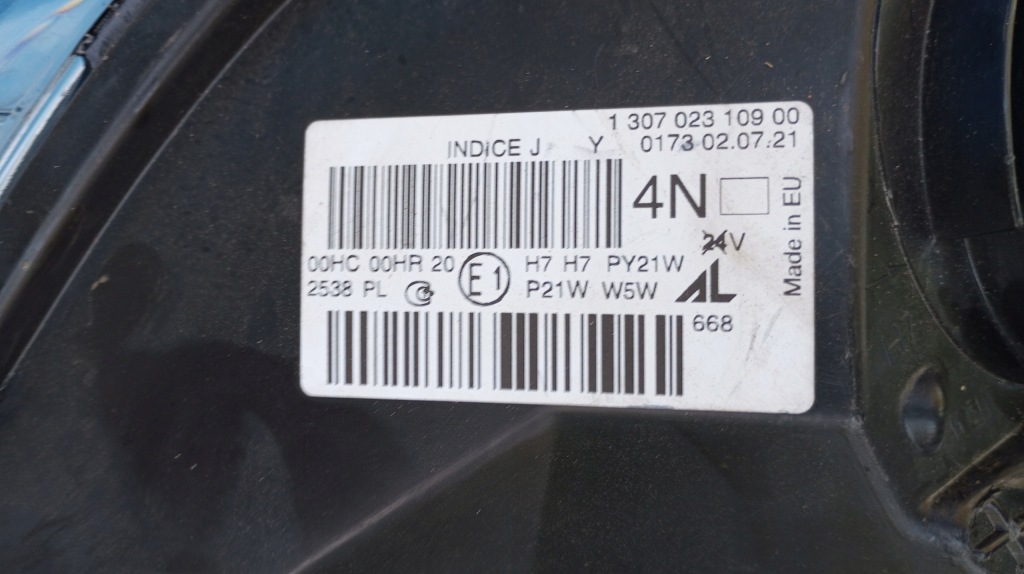 1 307 023 109 00
INDICE J Y 0173 02.07.21
4N
24V
00HC 00HR 20 E1 H7 H7 PY21W
2538 PL P21W W5W AL
668
Made in EU